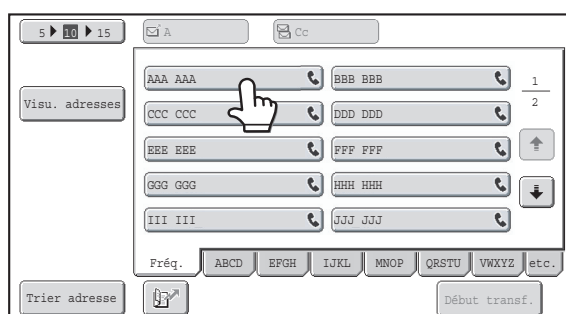 5 10 15
A
Cc
Visu. adresses
AAA AAA
BBB BBB
CCC CCC
DDD DDD
EEE EEE
FFF FFF
GGG GGG
HHH HHH
III III
JJJ JJJ
1
2
Fréq.
ABCD
EFGH
IJKL
MNOP
QRSTU
VWXYZ
etc.
Trier adresse
Début transf.